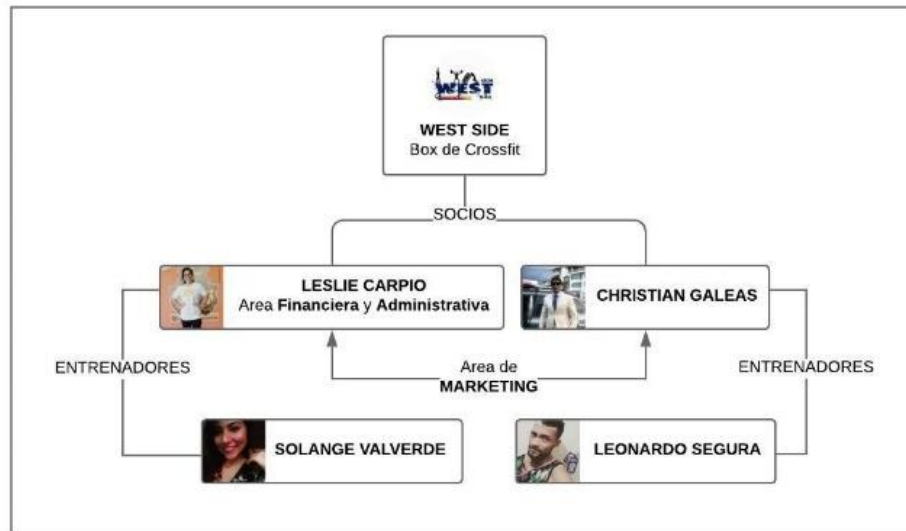 WEST
WEST SIDE
Box de Crossfit
SOCIOS
LESLIE CARPIO
Area Financiera y Administrativa
CHRISTIAN GALEAS
ENTRENADORES
Area de
MARKETING
ENTRENADORES
SOLANGE VALVERDE
LEONARDO SEGURA